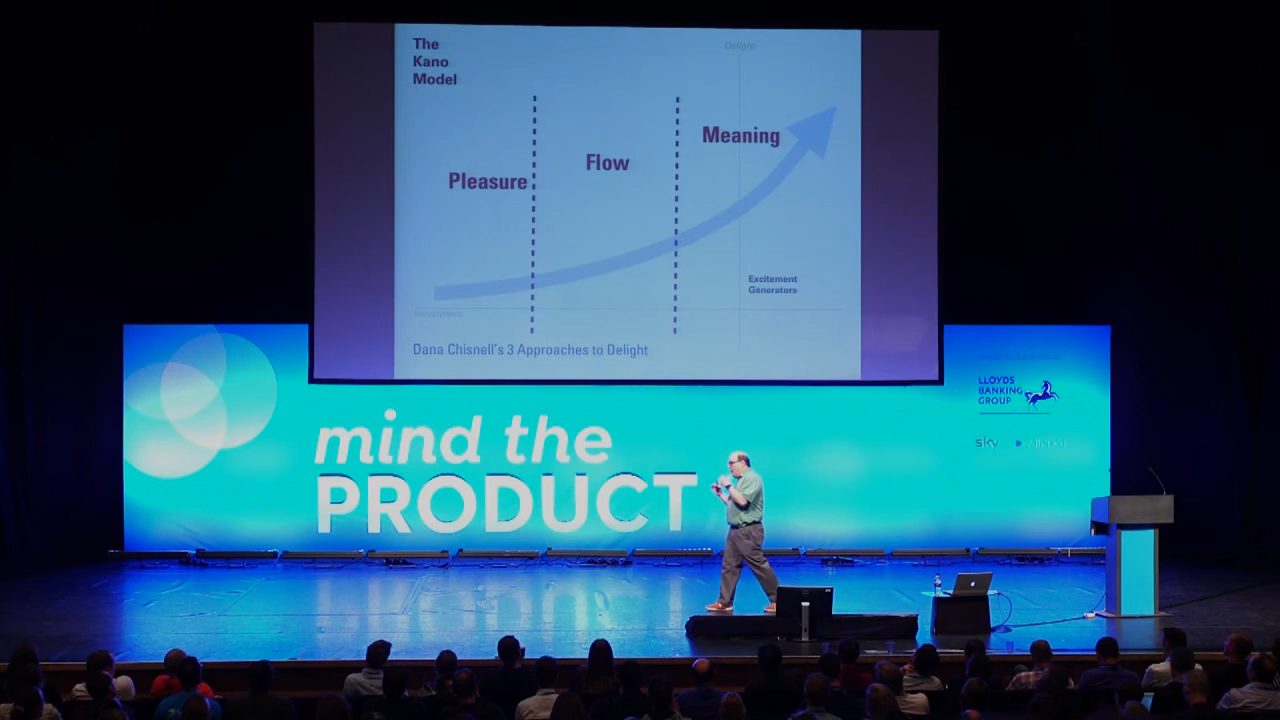 The
Kano
Model
Delight
Pleasure
Flow
Meaning
Excitement
Generators
Investment
Dana Chisnell's 3 Approaches to Delight
mind the
PRODUCT
LLOYDS
BANKING
GROUP
sky